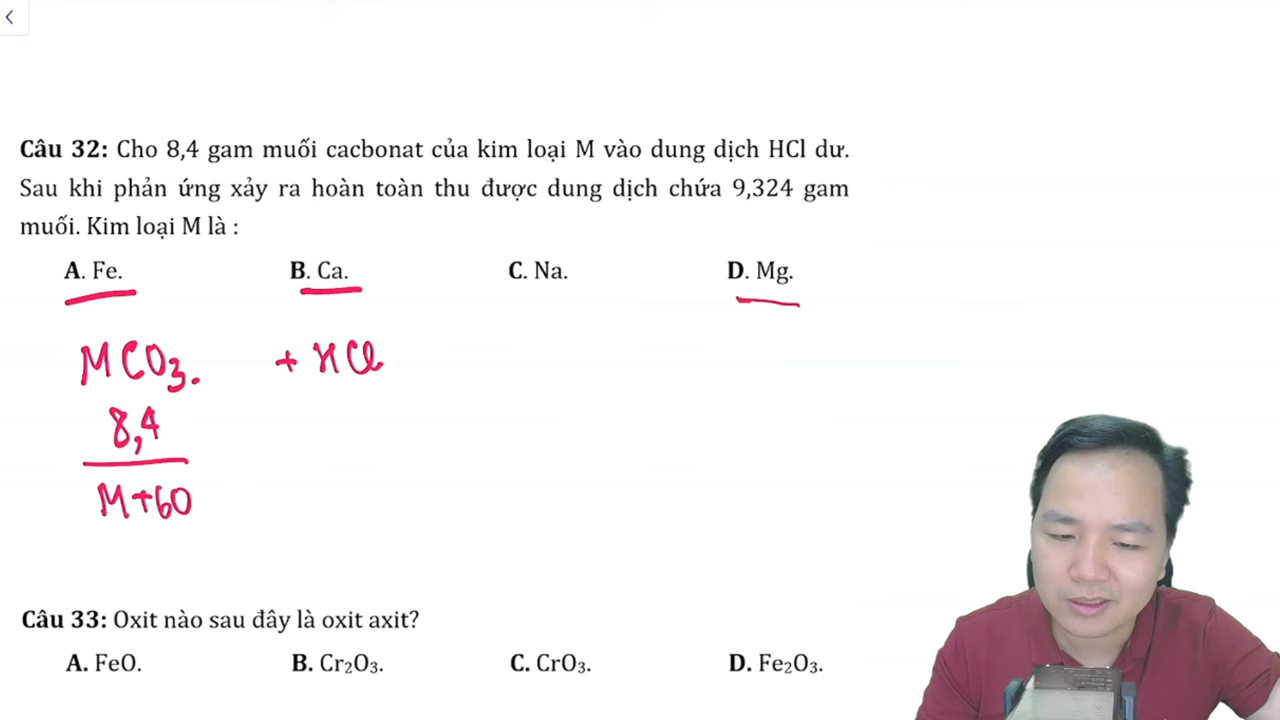 Câu 32: Cho 8,4 gam muối cacbonat của kim loại M vào dung dịch HCl dư.
Sau khi phản ứng xảy ra hoàn toàn thu được dung dịch chứa 9,324 gam
muối. Kim loại M là :
A. Fe. B. Ca. C. Na. D. Mg.
MCO3. + HCl
8,4
M+60
Câu 33: Oxit nào sau đây là oxit axit?
A. FeO. B. Cr₂O₃. C. CrO₃. D. Fe₂O₃.